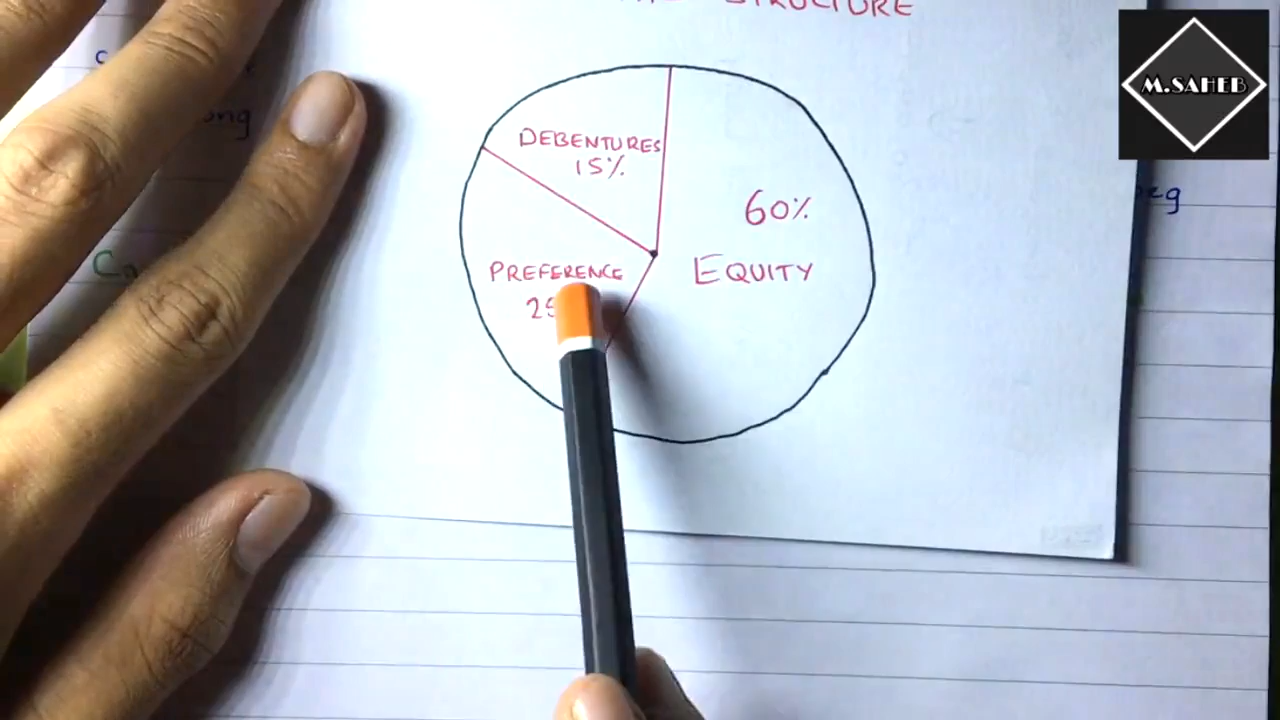 STRUCTURE
M.SAHEB
DEBENTURES
15%
60%
PREFERENCE
EQUITY